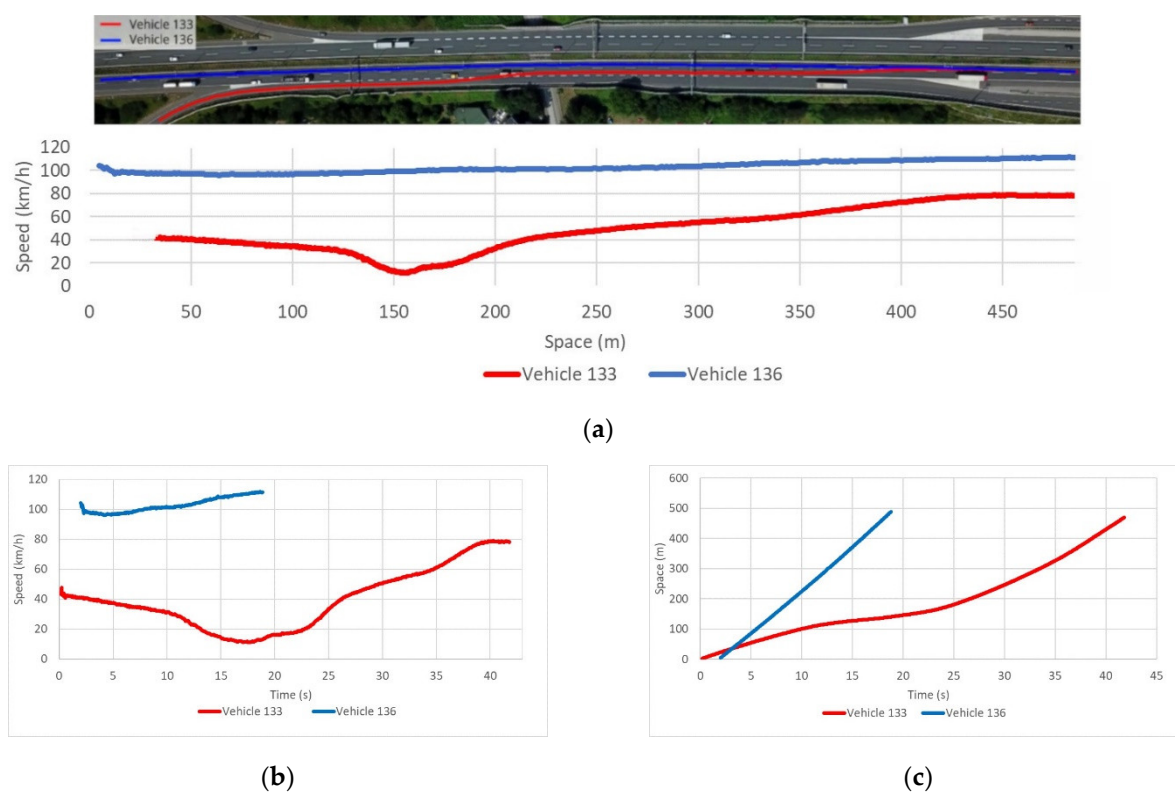 Vehicle 133
Vehicle 136
120
100
80
60
40
20
0
Speed (km/h)
0 50 100 150 200 250 300 350 400 450
Space (m)
Vehicle 133 Vehicle 136
(a)
120
100
80
60
40
20
0
Speed (km/h)
0 5 10 15 20 25 30 35 40
Time (s)
Vehicle 133 Vehicle 136
(b)
600
500
400
300
200
100
0
Space (m)
0 5 10 15 20 25 30 35 40 45
Time (s)
Vehicle 133 Vehicle 136
(c)